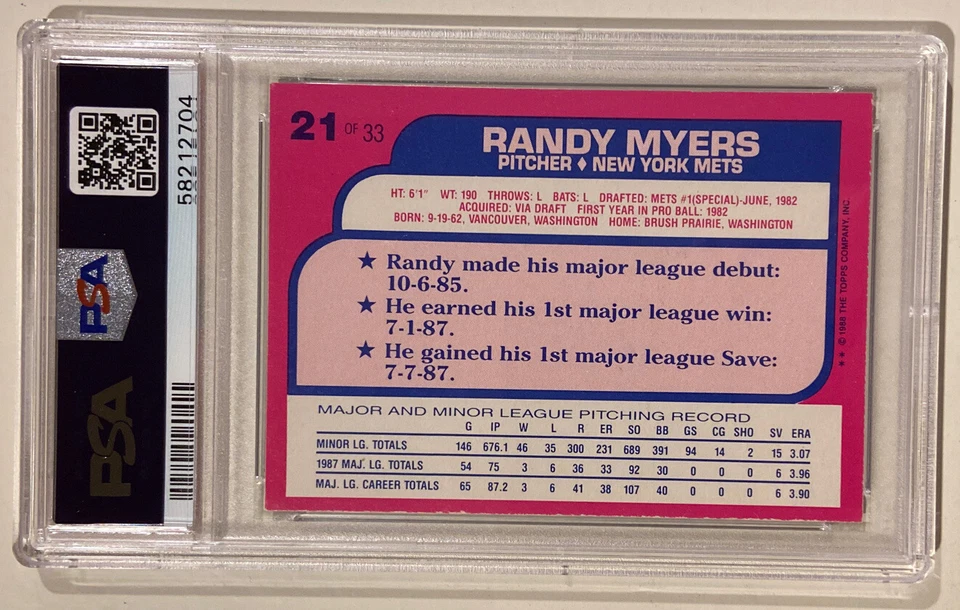 58212704
PSA
PSA
21 OF 33
RANDY MYERS
PITCHER ♦ NEW YORK METS
HT: 6'1" WT: 190 THROWS: L BATS: L DRAFTED: METS #1(SPECIAL)-JUNE, 1982
ACQUIRED: VIA DRAFT FIRST YEAR IN PRO BALL: 1982
BORN: 9-19-62, VANCOUVER, WASHINGTON HOME: BRUSH PRAIRIE, WASHINGTON
★ Randy made his major league debut:
10-6-85.
★ He earned his 1st major league win:
7-1-87.
★ He gained his 1st major league Save:
7-7-87.
MAJOR AND MINOR LEAGUE PITCHING RECORD
G IP W L R ER SO BB GS CG SHO SV ERA
MINOR LG. TOTALS 146 676.1 46 35 300 231 689 391 94 14 2 15 3.07
1987 MAJ. LG. TOTALS 54 75 3 6 36 33 92 30 0 0 0 6 3.96
MAJ. LG. CAREER TOTALS 65 87.2 3 6 41 38 107 40 0 0 0 6 3.90
** © 1988 THE TOPPS COMPANY, INC.